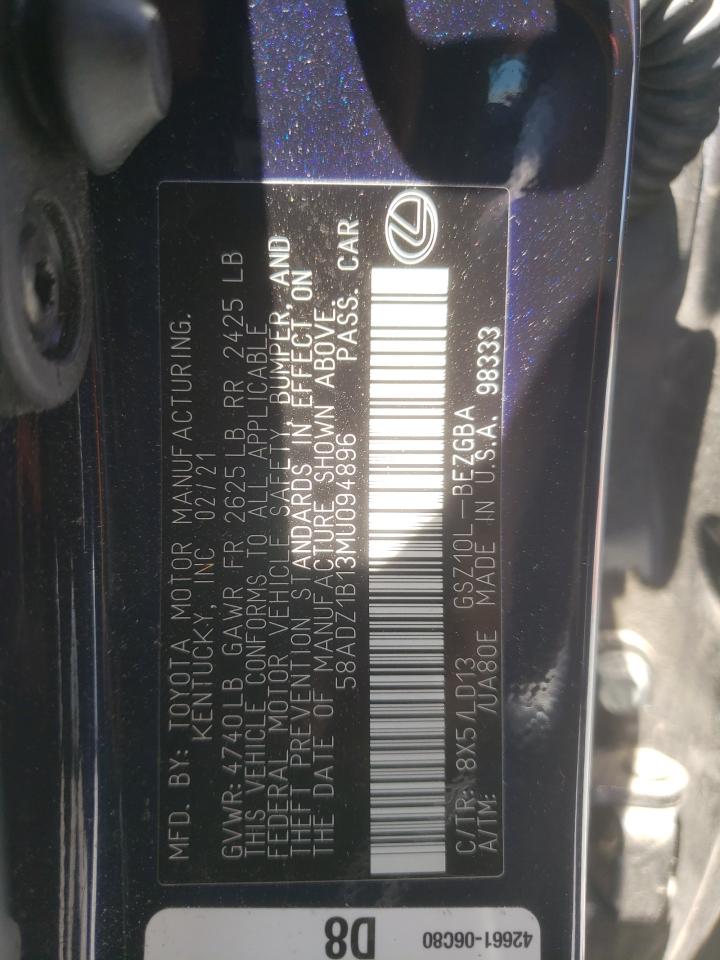 MFD. BY: TOYOTA MOTOR MANUFACTURING.
KENTUCKY, INC 02/21
GVWR: 4740LB GAWR FR 2625LB RR 2425 LB
THIS VEHICLE CONFORMS TO ALL APPLICABLE
FEDERAL MOTOR VEHICLE SAFETY, BUMPER, AND
THEFT PREVENTION STANDARDS IN EFFECT ON
THE DATE OF MANUFACTURE SHOWN ABOVE.
58ADZ1B13MU094896 PASS. CAR
C/TR: 8X5/LD13 GSZ10L-BEZGBA
A/TM: /UA80E MADE IN U.S.A. 98333
D8
42661-06C80